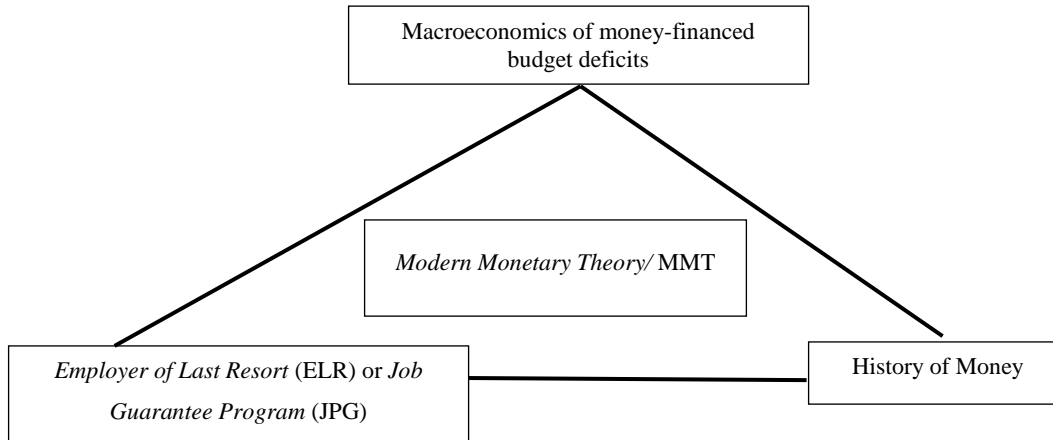 Macroeconomics of money-financed
budget deficits
Modern Monetary Theory/ MMT
Employer of Last Resort (ELR) or Job
Guarantee Program (JPG)
History of Money